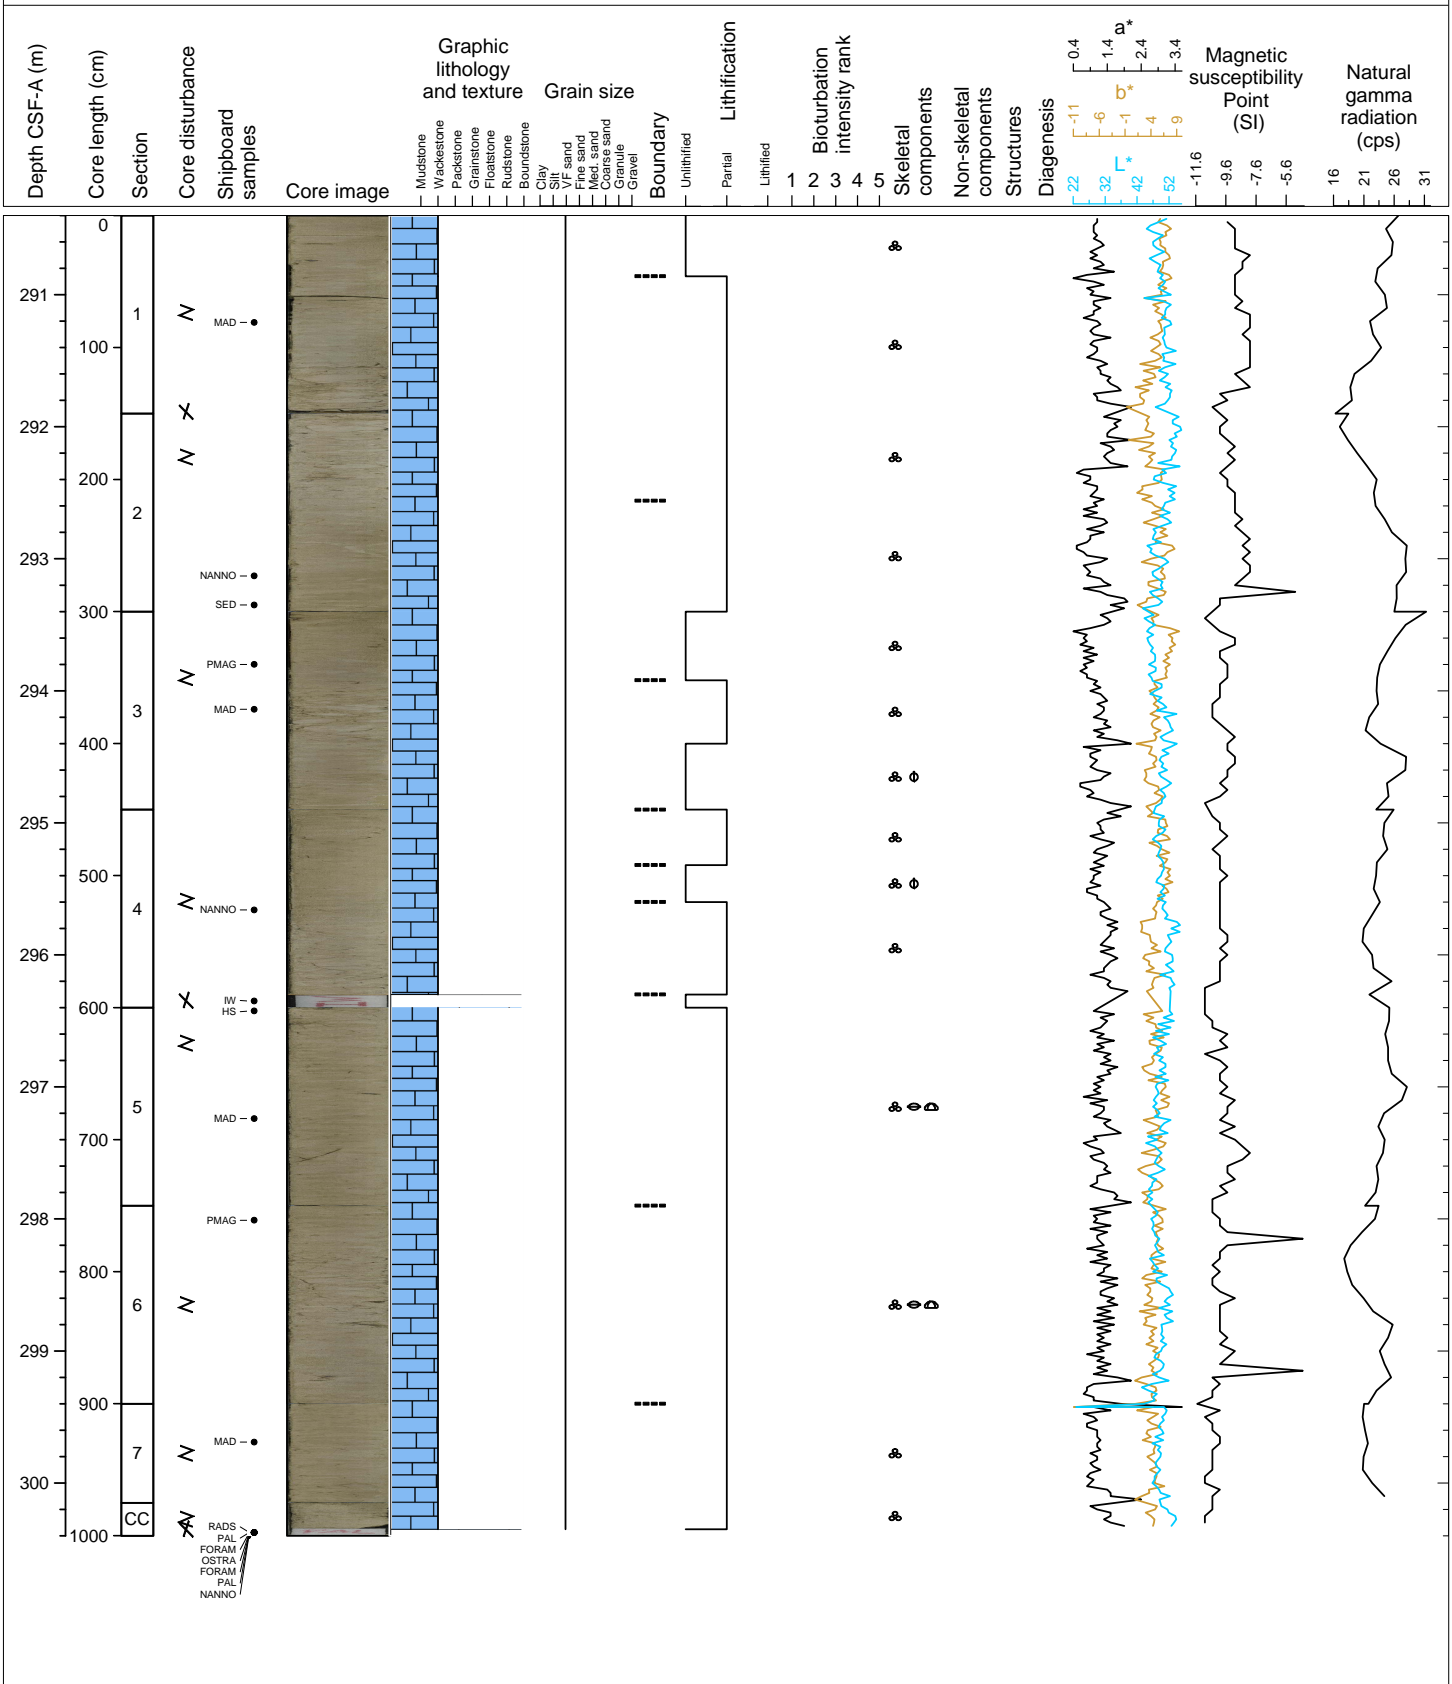 Depth CSF-A (m)
Core length (cm)
Section
Core disturbance
Shipboard
samples
Core image
Graphic
lithology
and texture
Mudstone
Wackestone
Packstone
Grainstone
Floatstone
Rudstone
Boundstone
Grain size
Clay
Silt
VF sand
Fine sand
Med. sand
Coarse sand
Granule
Gravel
Boundary
Lithification
Unlithified
Partial
Lithified
Bioturbation
intensity rank
1 2 3 4 5
Skeletal
components
Non-skeletal
components
Structures
Diagenesis
a*
0.4 1.4 2.4 3.4
b*
-11 -6 -1 4 9
L*
22 32 42 52
Magnetic
susceptibility
Point
(SI)
-11.6 -9.6 -7.6 -5.6
Natural
gamma
radiation
(cps)
16 21 26 31
0
291
1
MAD
100
292
200
2
293
NANNO
SED
300
PMAG
294
3
MAD
400
295
500
4
NANNO
296
IW
600
HS
297
5
MAD
700
298
PMAG
800
6
299
900
7
MAD
300
CC
RADS
1000
PAL
FORAM
OSTRA
FORAM
PAL
NANNO